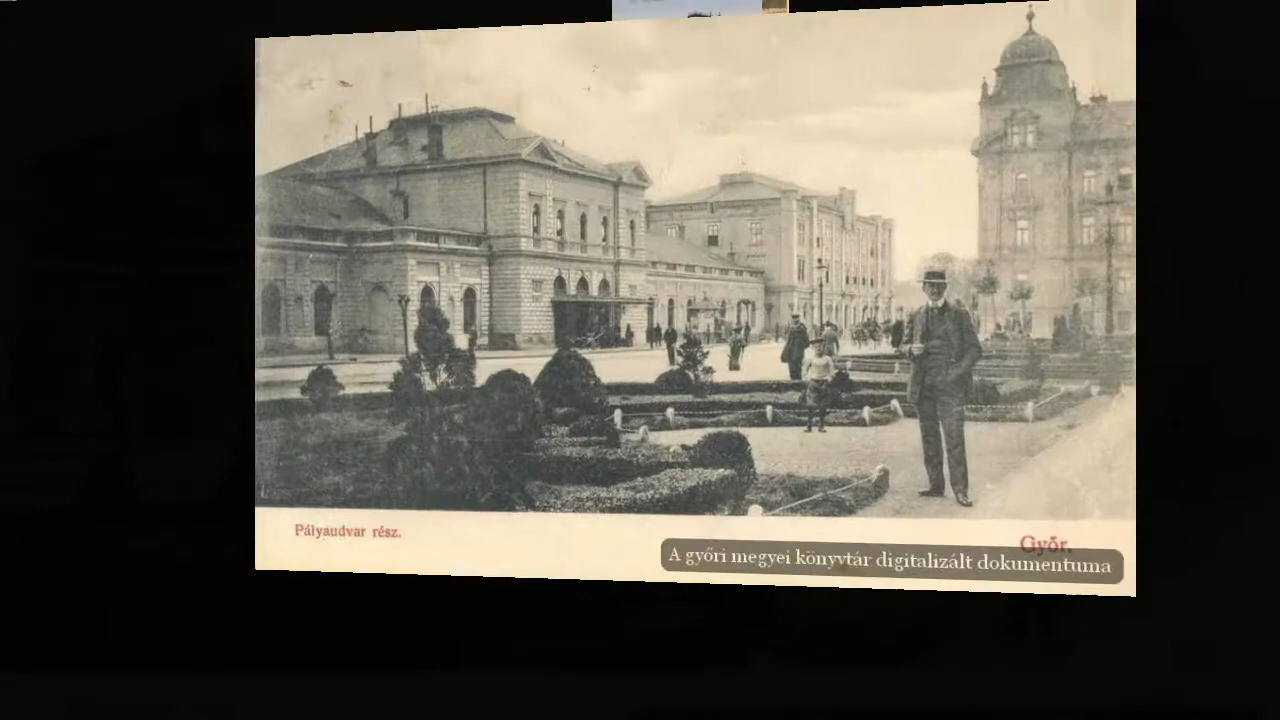 Pályaudvar rész.
Győr.
A győri megyei könyvtár digitalizált dokumentuma